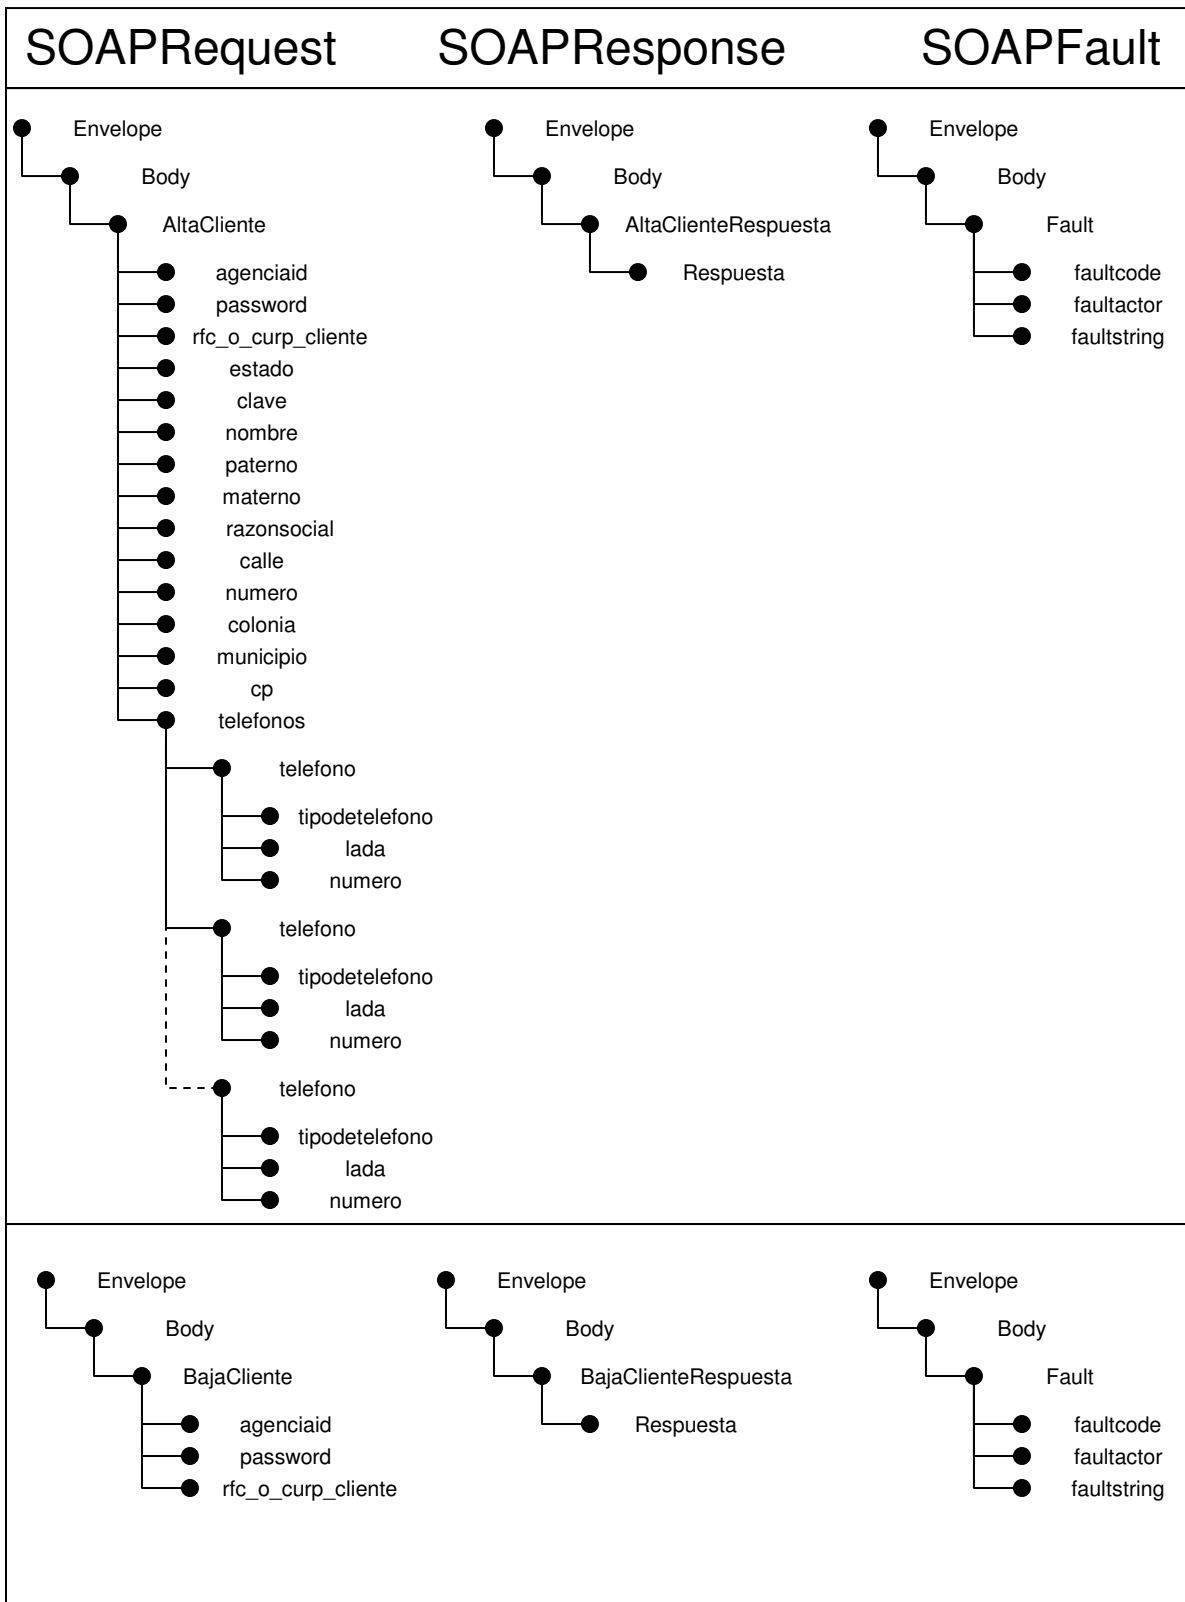 SOAPRequest SOAPResponse SOAPFault
Envelope Envelope Envelope
Body Body Body
AltaCliente AltaClienteRespuesta Fault
agenciaid Respuesta faultcode
password faultactor
rfc_o_curp_cliente faultstring
estado
clave
nombre
paterno
materno
razonsocial
calle
numero
colonia
municipio
cp
telefonos
telefono
tipodetelefono
lada
numero
telefono
tipodetelefono
lada
numero
telefono
tipodetelefono
lada
numero
Envelope Envelope Envelope
Body Body Body
BajaCliente BajaClienteRespuesta Fault
agenciaid Respuesta faultcode
password faultactor
rfc_o_curp_cliente faultstring